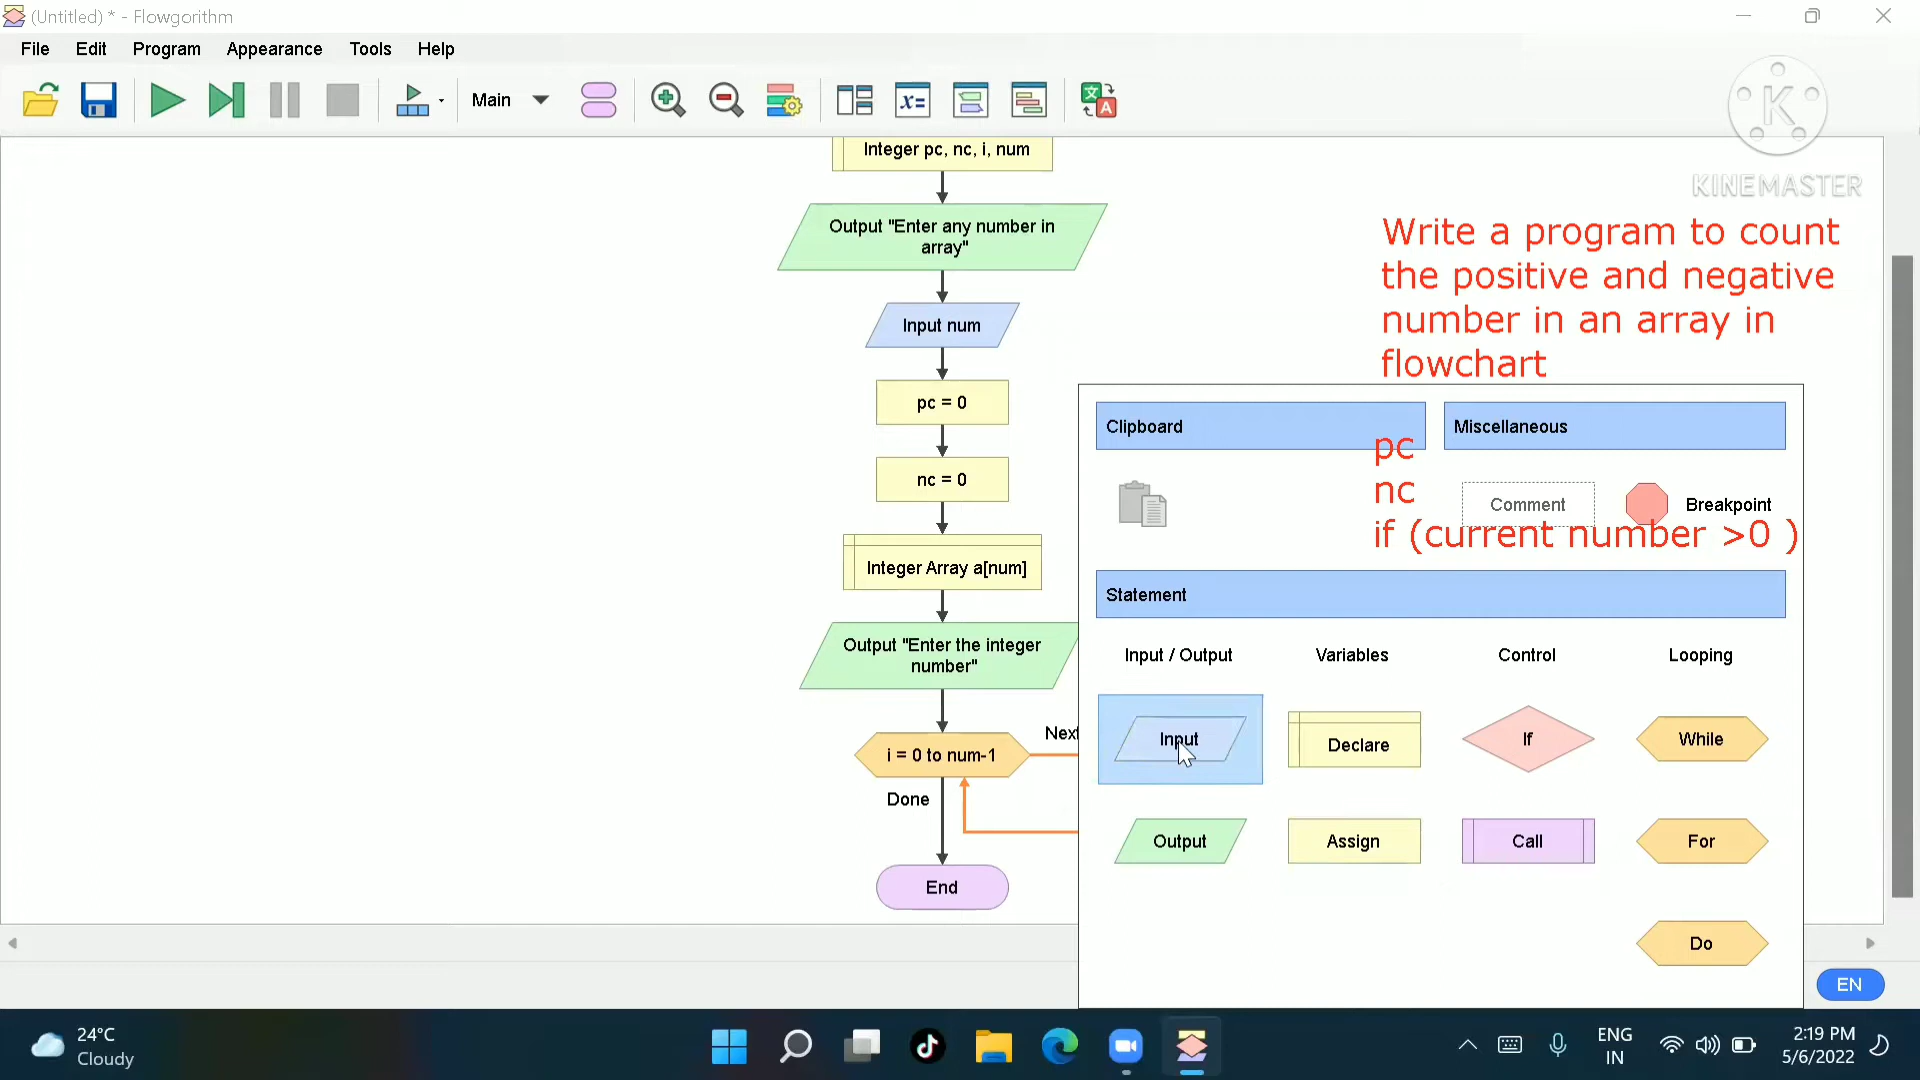 (Untitled) * - Flowgorithm
File Edit Program Appearance Tools Help
Main
x=
文 A
K
KINEMASTER
Integer pc, nc, i, num
Output "Enter any number in
array"
Input num
pc = 0
nc = 0
Integer Array a[num]
Output "Enter the integer
number"
i = 0 to num-1
Next
Done
End
Write a program to count
the positive and negative
number in an array in
flowchart
pc
nc
if (current number >0 )
Clipboard
Miscellaneous
Comment
Breakpoint
Statement
Input / Output
Variables
Control
Looping
Input
Declare
If
While
Output
Assign
Call
For
Do
EN
24°C
Cloudy
ENG
IN
2:19 PM
5/6/2022